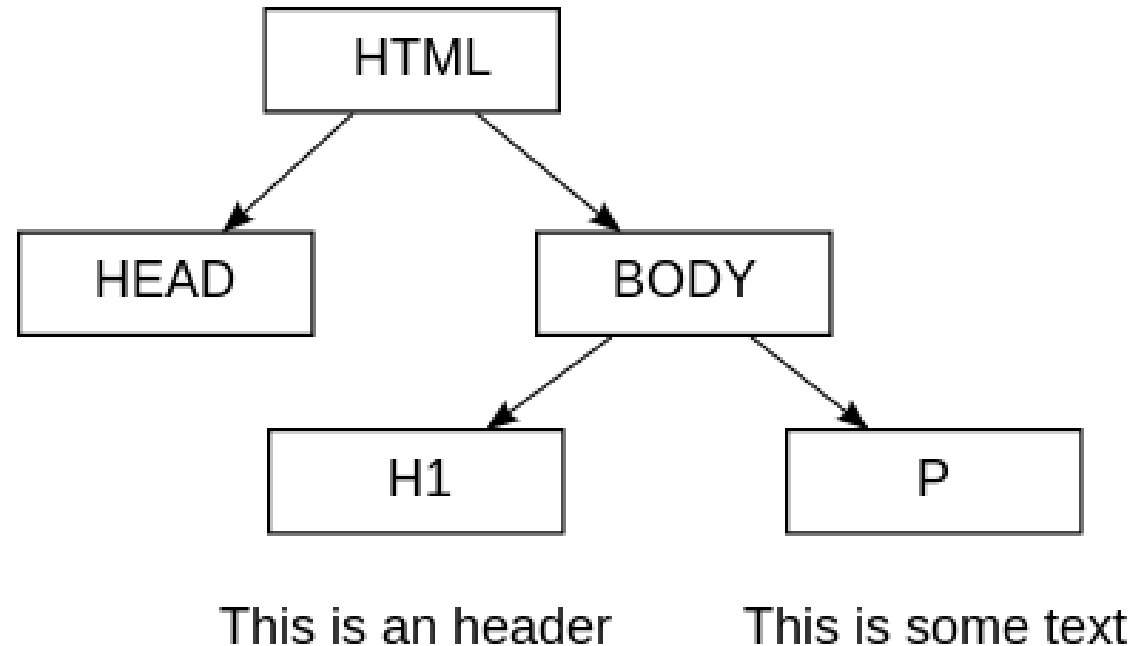 HTML
HEAD
BODY
H1
P
This is an header
This is some text